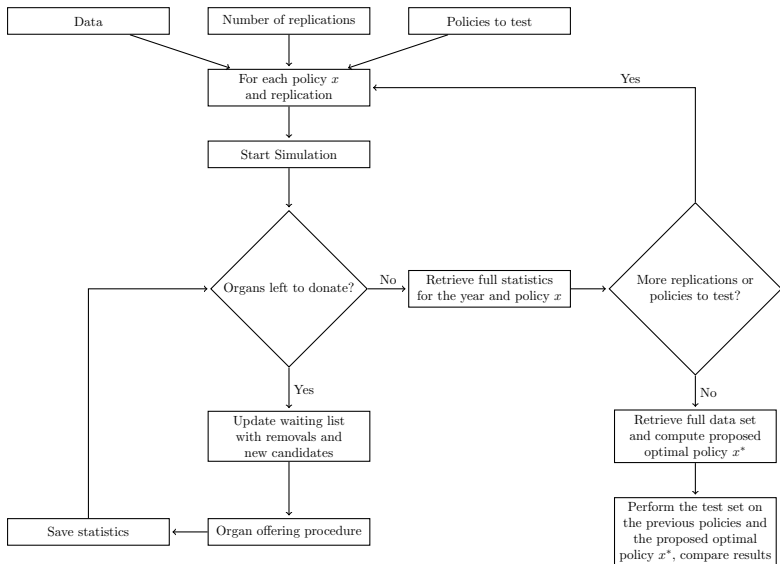 Data
Number of replications
Policies to test
For each policy x
and replication
Yes
Start Simulation
Organs left to donate?
No
Retrieve full statistics
for the year and policy x
More replications or
policies to test?
Yes
No
Update waiting list
with removals and
new candidates
Retrieve full data set
and compute proposed
optimal policy x*
Save statistics
Organ offering procedure
Perform the test set on
the previous policies and
the proposed optimal
policy x*, compare results